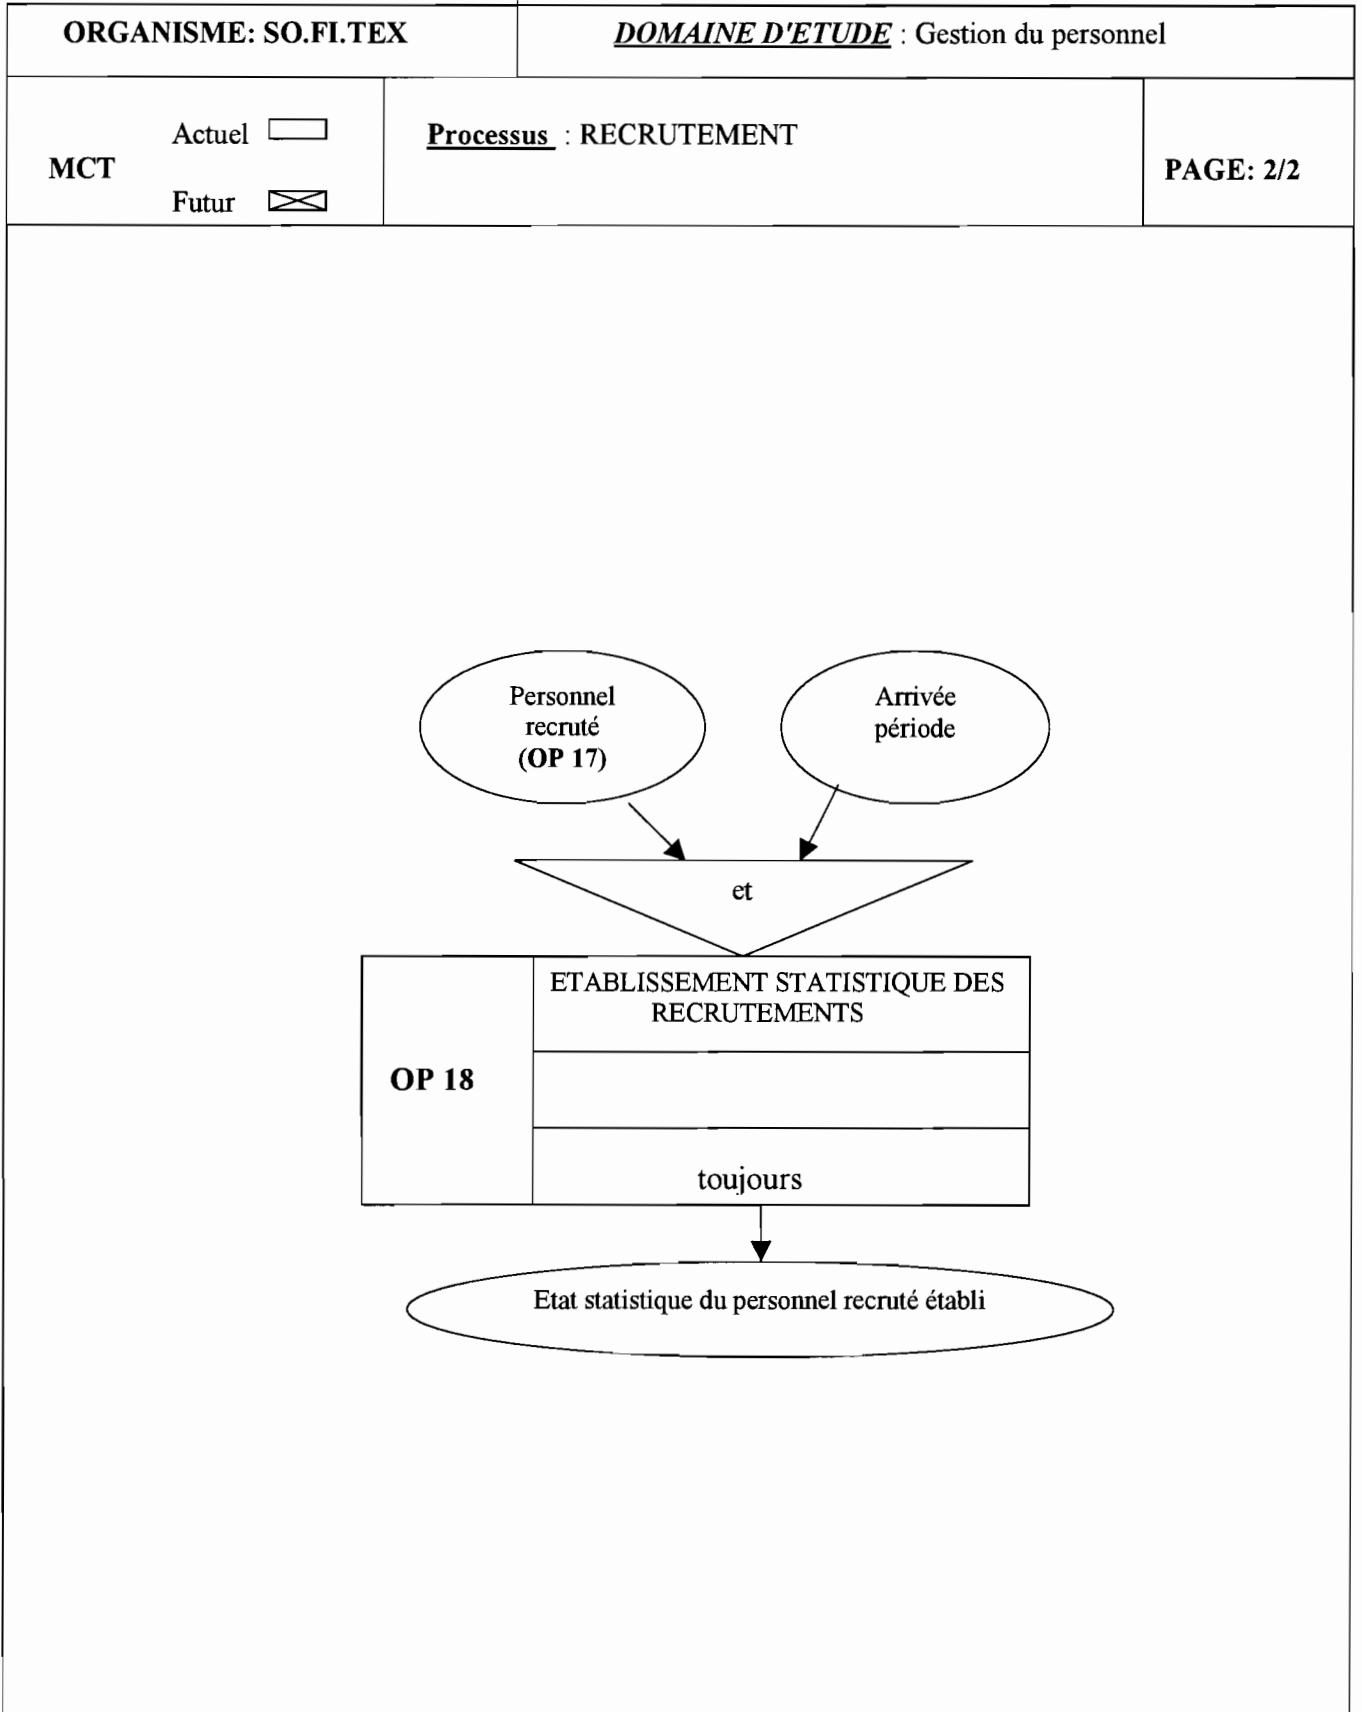 ORGANISME: SO.FI.TEX
DOMAINE D'ETUDE : Gestion du personnel
MCT
Actuel
Futur
Processus : RECRUTEMENT
PAGE: 2/2
Personnel
recruté
(OP 17)
Arrivée
période
et
OP 18
ETABLISSEMENT STATISTIQUE DES
RECRUTEMENTS
toujours
Etat statistique du personnel recruté établi